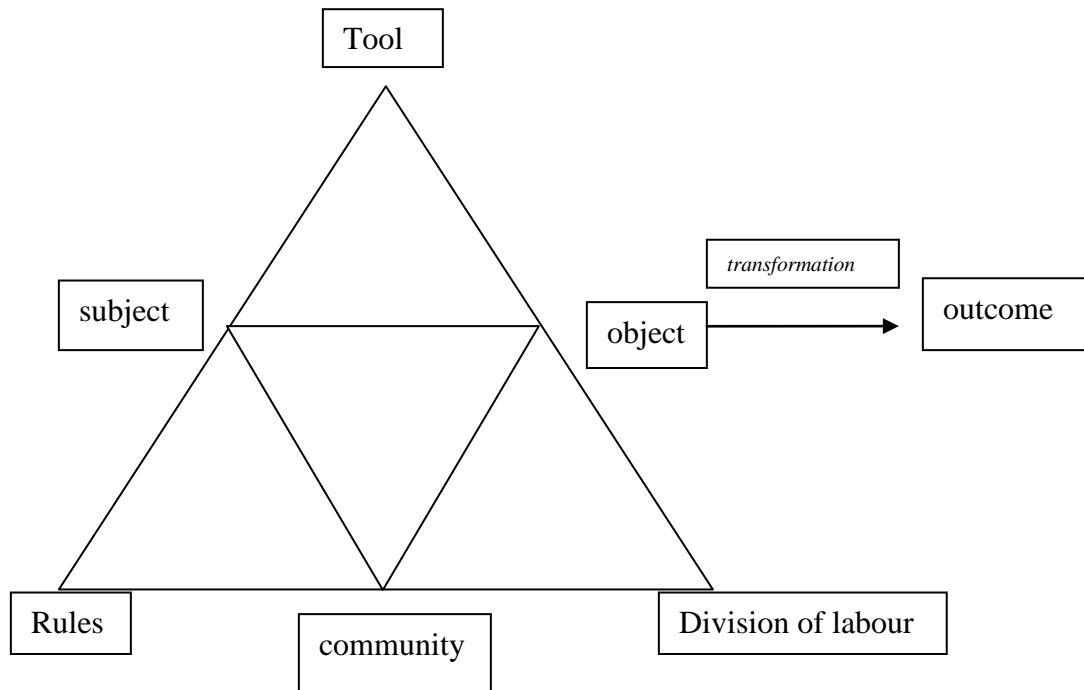 Tool
transformation
subject
object
outcome
Rules
community
Division of labour